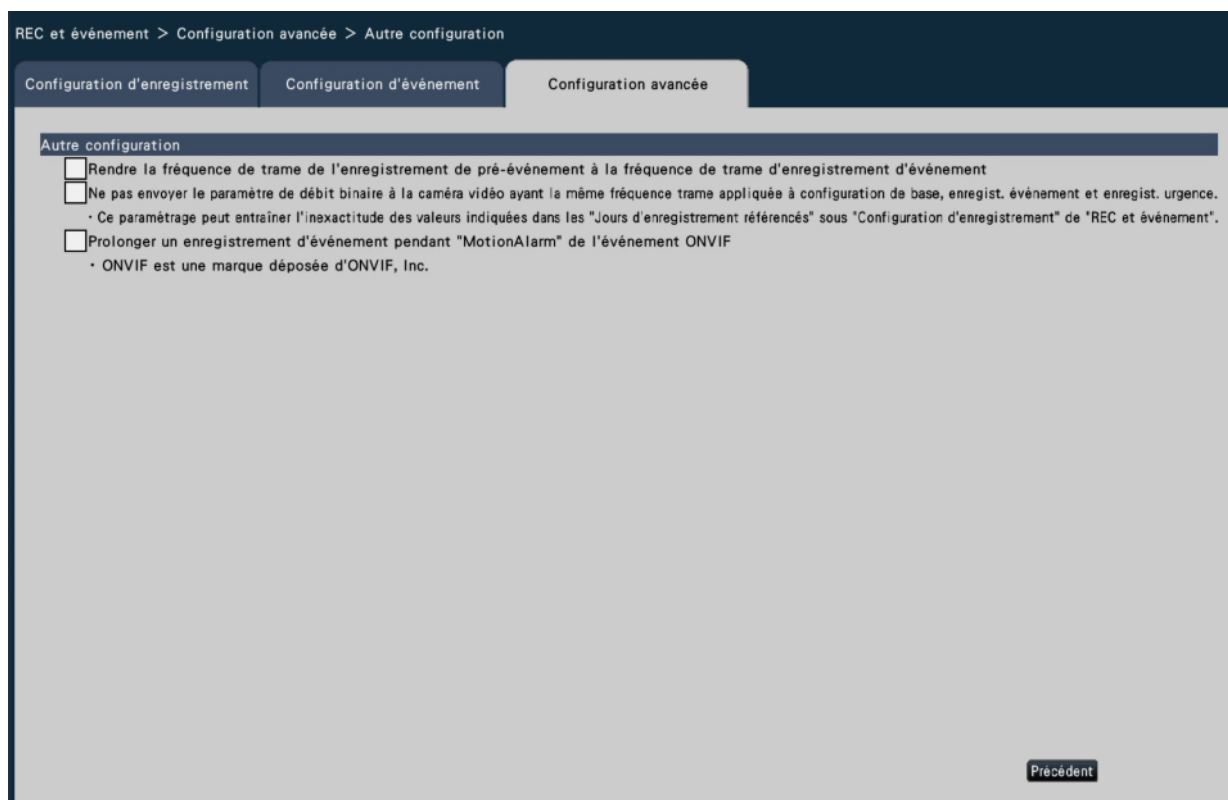 REC et événement > Configuration avancée > Autre configuration
Configuration d'enregistrement Configuration d'événement Configuration avancée
Autre configuration
Rendre la fréquence de trame de l'enregistrement de pré-événement à la fréquence de trame d'enregistrement d'événement
Ne pas envoyer le paramètre de débit binaire à la caméra vidéo ayant la même fréquence trame appliquée à configuration de base, enregist. événement et enregist. urgence.
・Ce paramètrage peut entraîner l'inexactitude des valeurs indiquées dans les "Jours d'enregistrement référencés" sous "Configuration d'enregistrement" de "REC et événement".
Prolonger un enregistrement d'événement pendant "MotionAlarm" de l'événement ONVIF
・ONVIF est une marque déposée d'ONVIF, Inc.
Précédent